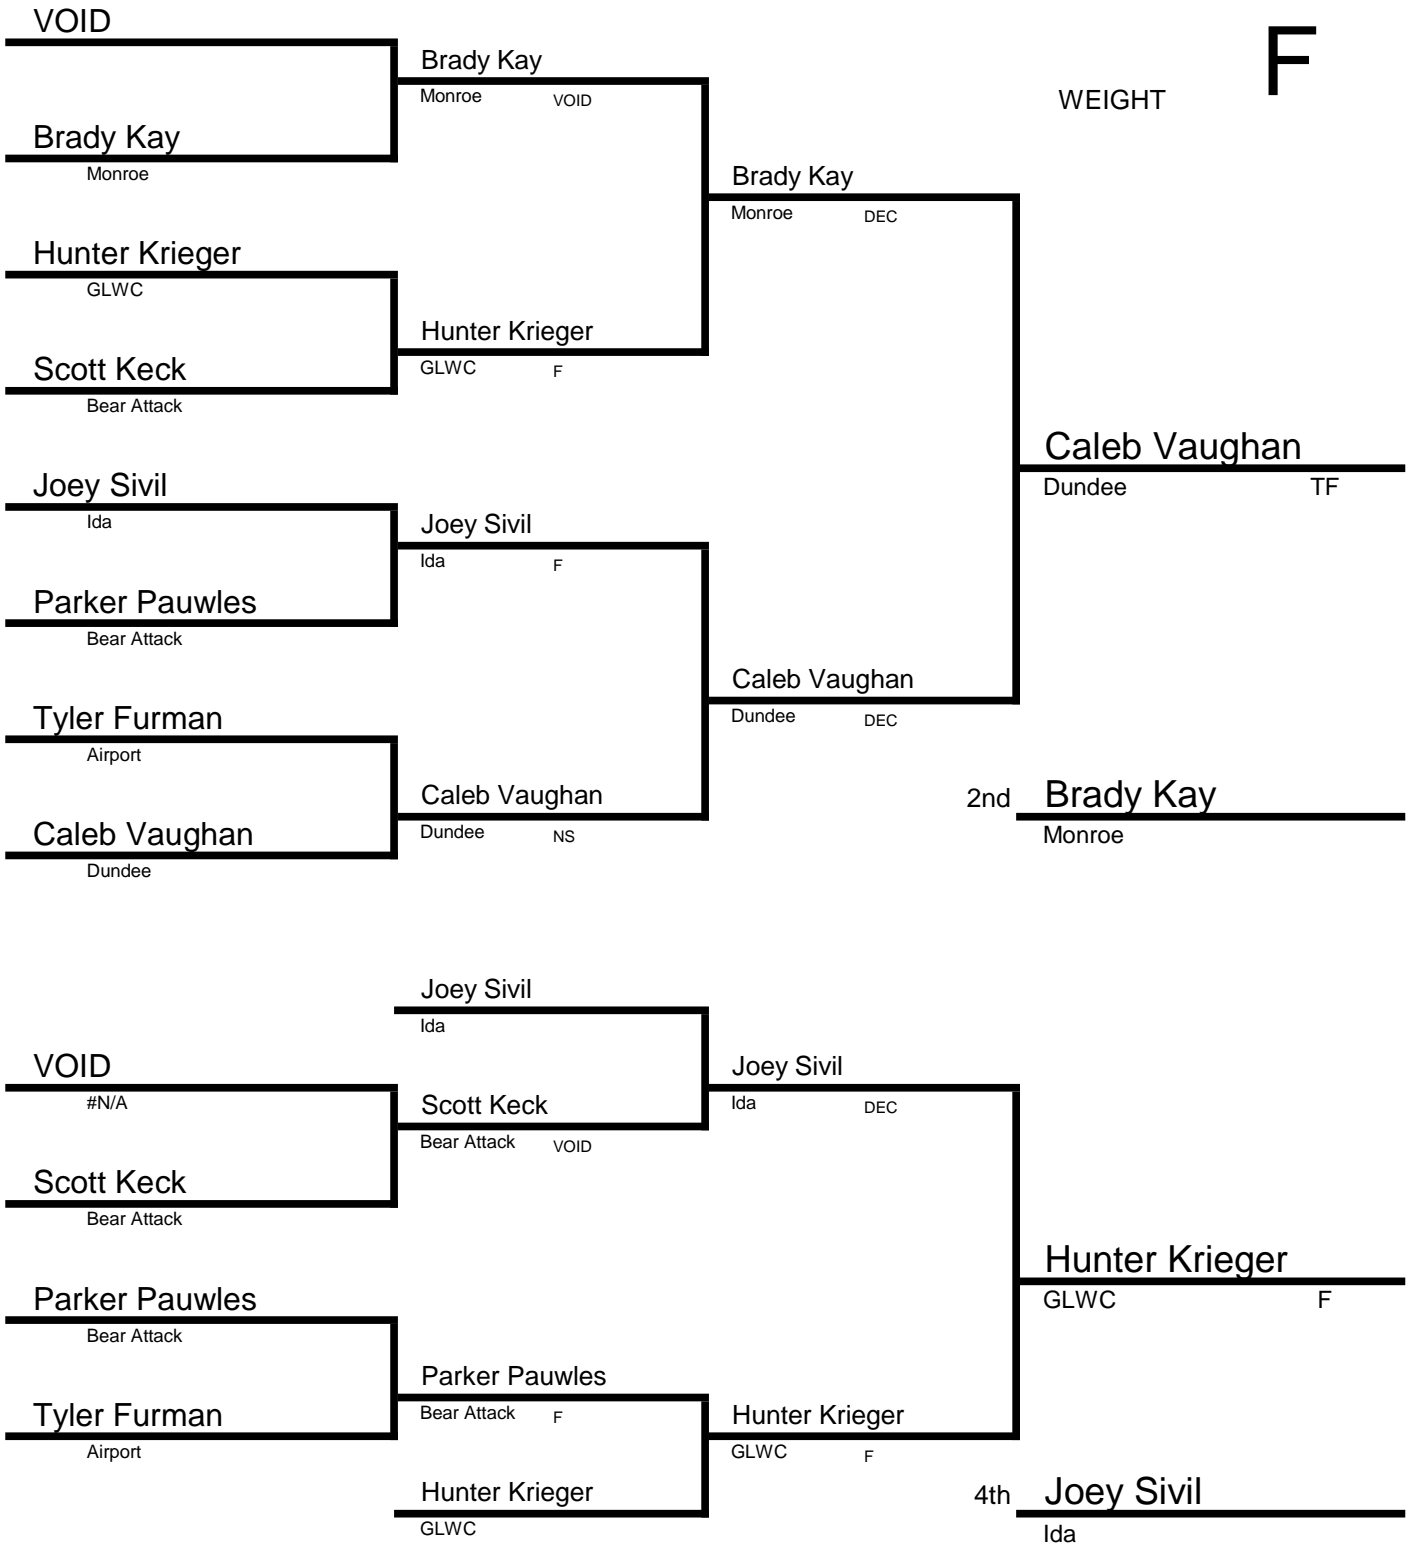 VOID
F
Brady Kay
Monroe VOID
WEIGHT
Brady Kay
Monroe
Brady Kay
Monroe DEC
Hunter Krieger
GLWC
Hunter Krieger
GLWC F
Scott Keck
Bear Attack
Caleb Vaughan
Dundee TF
Joey Sivil
Ida
Joey Sivil
Ida F
Parker Pauwles
Bear Attack
Caleb Vaughan
Dundee DEC
Tyler Furman
Airport
Caleb Vaughan
Dundee NS
2nd Brady Kay
Monroe
Caleb Vaughan
Dundee
Joey Sivil
Ida
VOID
#N/A
Joey Sivil
Ida DEC
Scott Keck
Bear Attack VOID
Scott Keck
Bear Attack
Hunter Krieger
GLWC F
Parker Pauwles
Bear Attack
Parker Pauwles
Bear Attack F
Tyler Furman
Airport
Hunter Krieger
GLWC F
Hunter Krieger
GLWC
4th Joey Sivil
Ida